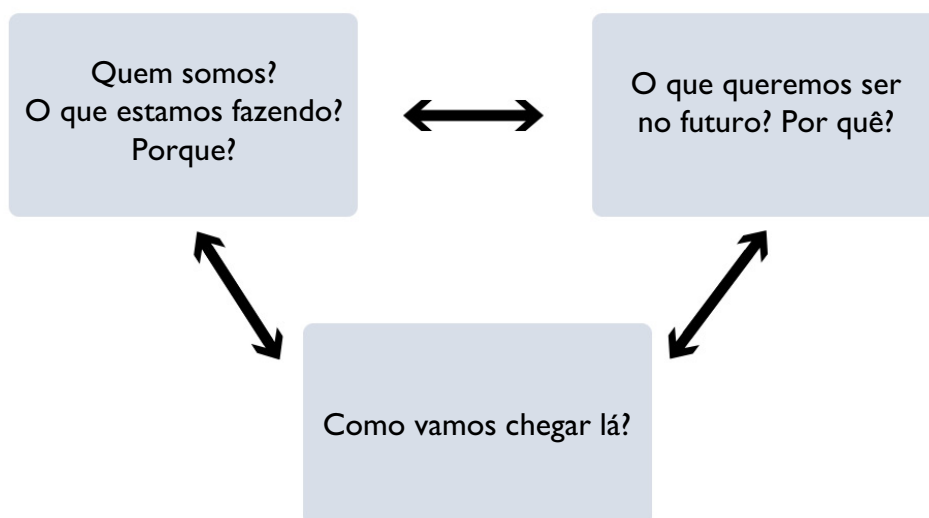 Quem somos?
O que estamos fazendo?
Porque?
O que queremos ser
no futuro? Por quê?
Como vamos chegar lá?